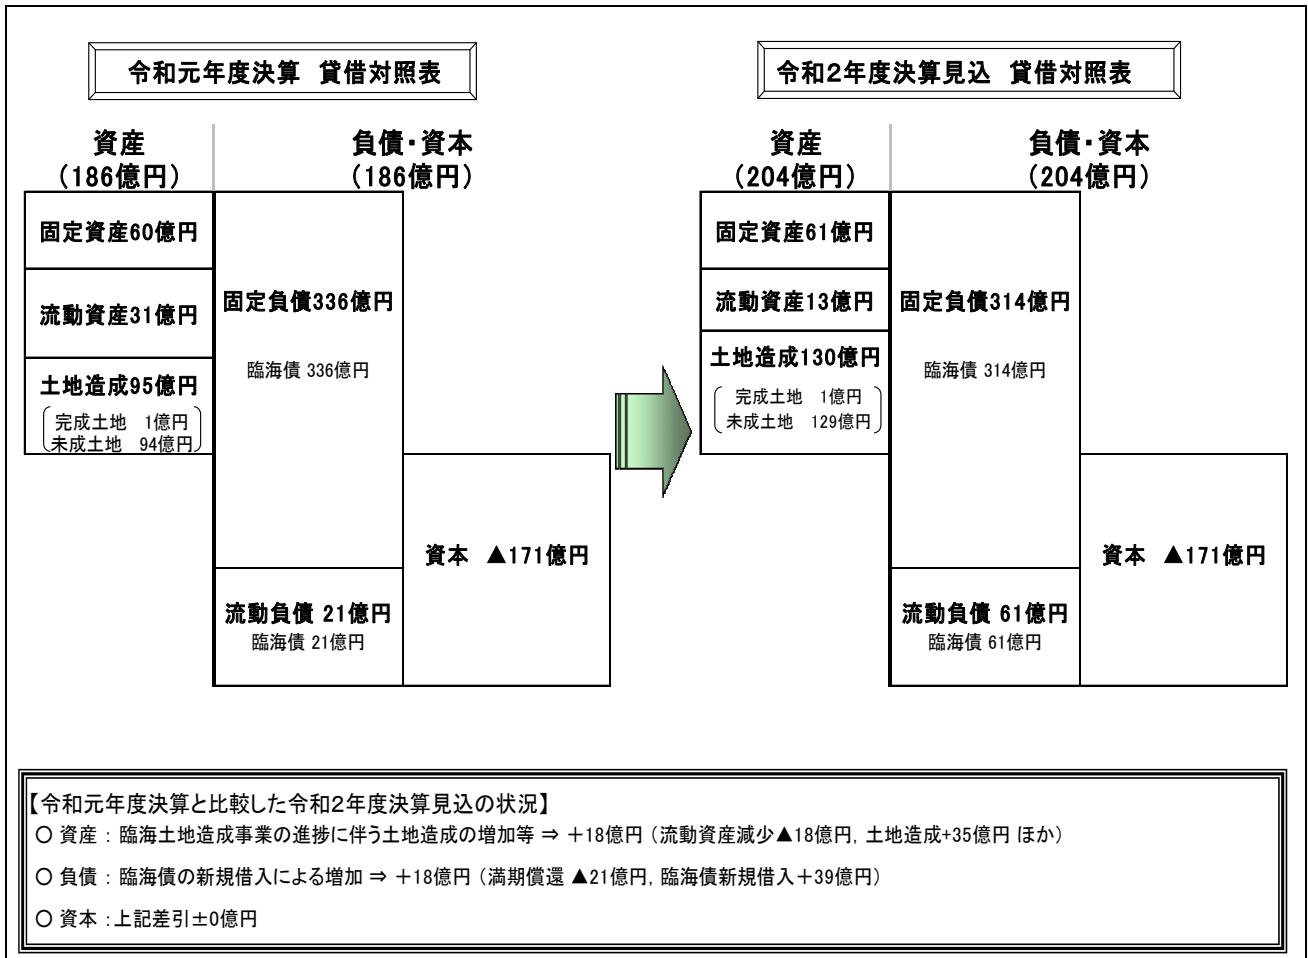 令和元年度決算　貸借対照表
資産
（186億円）
負債・資本
（186億円）
固定資産60億円
流動資産31億円
土地造成95億円
完成土地　1億円
未成土地　94億円
固定負債336億円
臨海債 336億円
流動負債 21億円
臨海債 21億円
資本　▲171億円
令和2年度決算見込　貸借対照表
資産
（204億円）
負債・資本
（204億円）
固定資産61億円
流動資産13億円
土地造成130億円
完成土地　1億円
未成土地　129億円
固定負債314億円
臨海債 314億円
流動負債 61億円
臨海債 61億円
資本　▲171億円
【令和元年度決算と比較した令和2年度決算見込の状況】
○ 資産 : 臨海土地造成事業の進捗に伴う土地造成の増加等 ⇒ ＋18億円（流動資産減少▲18億円, 土地造成+35億円 ほか）
○ 負債 : 臨海債の新規借入による増加 ⇒ ＋18億円（満期償還 ▲21億円, 臨海債新規借入＋39億円）
○ 資本 : 上記差引±0億円